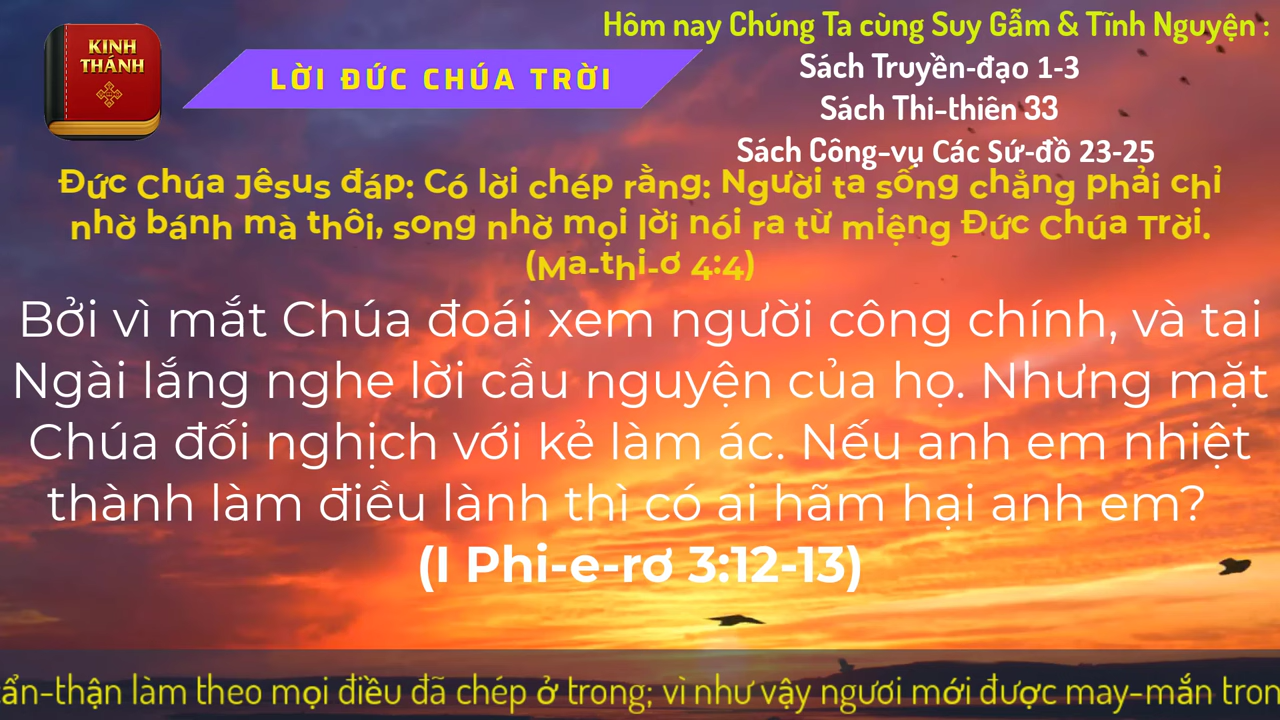 Hôm nay Chúng Ta cùng Suy Gẫm & Tĩnh Nguyện :
KINH
THÁNH
LỜI ĐỨC CHÚA TRỜI
Sách Truyền-đạo 1-3
Sách Thi-thiên 33
Sách Công-vụ Các Sứ-đồ 23-25
Đức Chúa Jêsus đáp: Có lời chép rằng: Người ta sống chẳng phải chỉ
nhờ bánh mà thôi, song nhờ mọi lời nói ra từ miệng Đức Chúa Trời.
(Ma-thi-ơ 4:4)
Bởi vì mắt Chúa đoái xem người công chính, và tai
Ngài lắng nghe lời cầu nguyện của họ. Nhưng mặt
Chúa đối nghịch với kẻ làm ác. Nếu anh em nhiệt
thành làm điều lành thì có ai hãm hại anh em?
(I Phi-e-rơ 3:12-13)
ẩn-thận làm theo mọi điều đã chép ở trong; vì như vậy ngươi mới được may-mắn tron